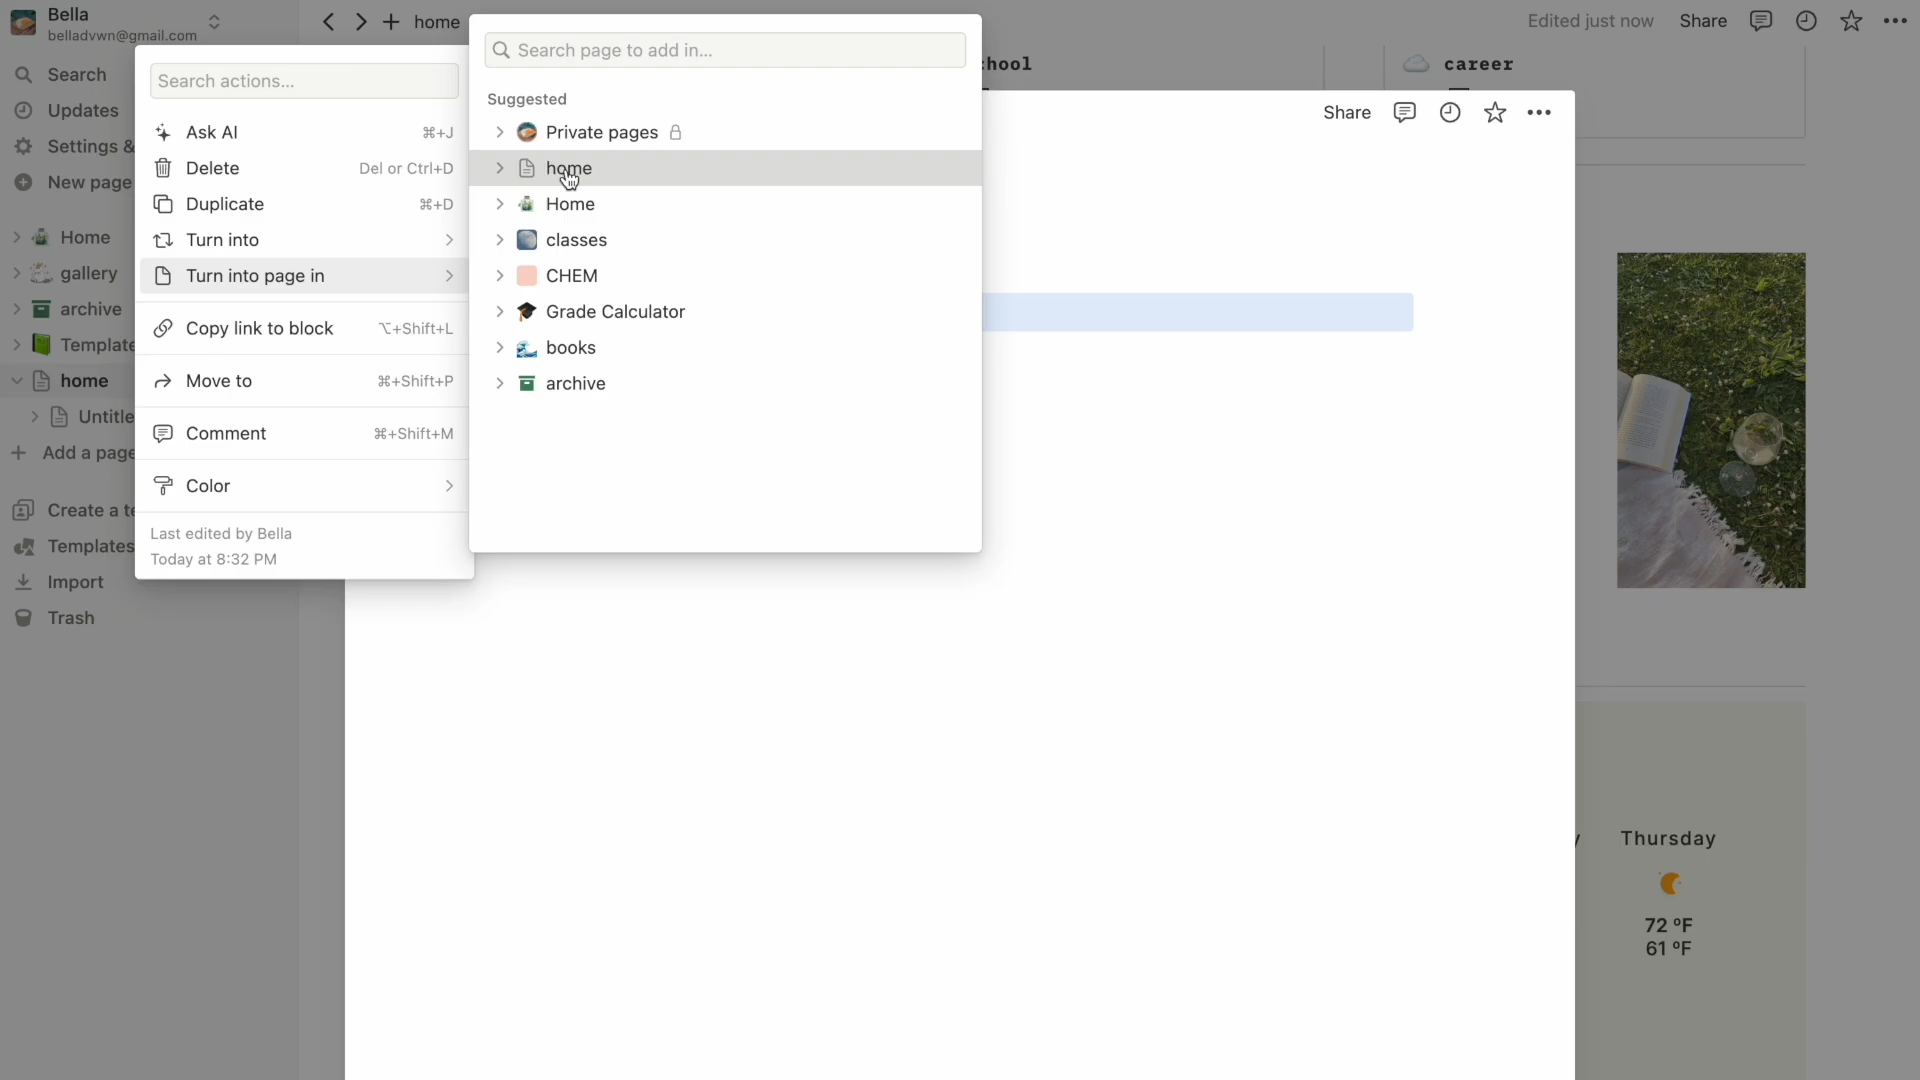 Bella
belladvwn@gmail.com
Search
Updates
Settings &
New page
Home
gallery
archive
Template
home
Untitle
Add a page
Create a te
Templates
Import
Trash
home
Edited just now
Share
Search actions...
Ask AI ⌘+J
Delete Del or Ctrl+D
Duplicate ⌘+D
Turn into
Turn into page in
Copy link to block ⌥+Shift+L
Move to ⌘+Shift+P
Comment ⌘+Shift+M
Color
Last edited by Bella
Today at 8:32 PM
Search page to add in...
Suggested
Private pages
home
Home
classes
CHEM
Grade Calculator
books
archive
hool
career
Share
Thursday
72 ºF
61 ºF